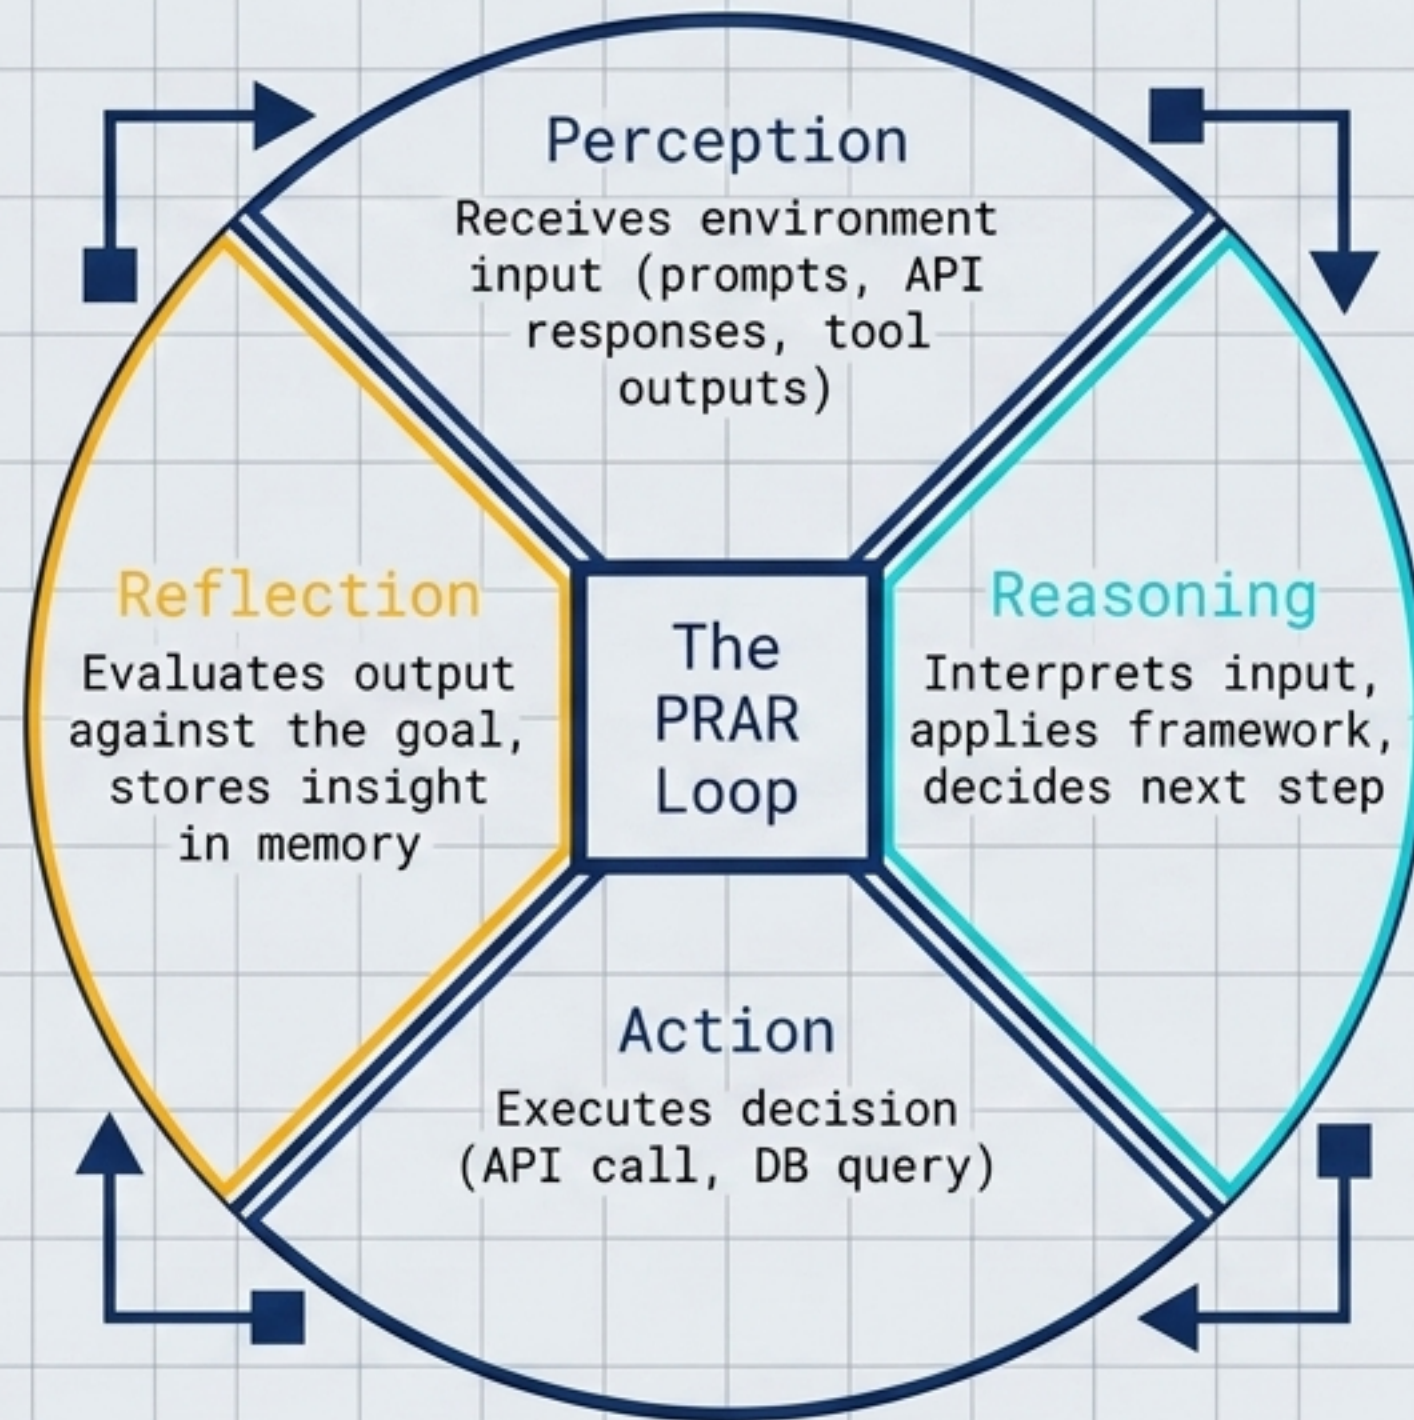 Perception
Receives environment
input (prompts, API
responses, tool
outputs)
Reflection
Evaluates output
against the goal,
stores insight
in memory
The
PRAR
Loop
Reasoning
Interprets input,
applies framework,
decides next step
Action
Executes decision
(API call, DB query)